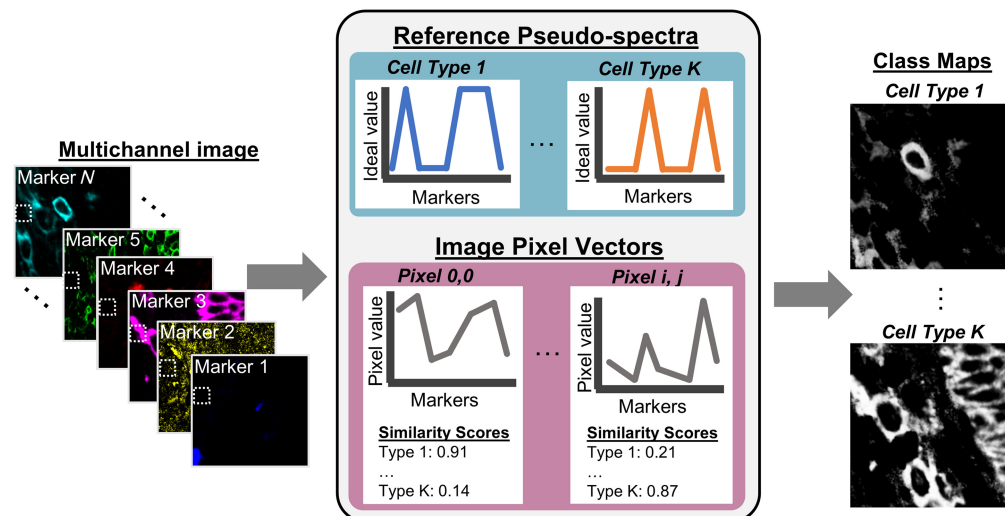 Multichannel image
Marker N
Marker 5
Marker 4
Marker 3
Marker 2
Marker 1
Reference Pseudo-spectra
Cell Type 1
Ideal value
Markers
...
Cell Type K
Ideal value
Markers
Image Pixel Vectors
Pixel 0,0
Pixel value
Markers
Similarity Scores
Type 1: 0.91
...
Type K: 0.14
...
Pixel i, j
Pixel value
Markers
Similarity Scores
Type 1: 0.21
...
Type K: 0.87
Class Maps
Cell Type 1
Cell Type K